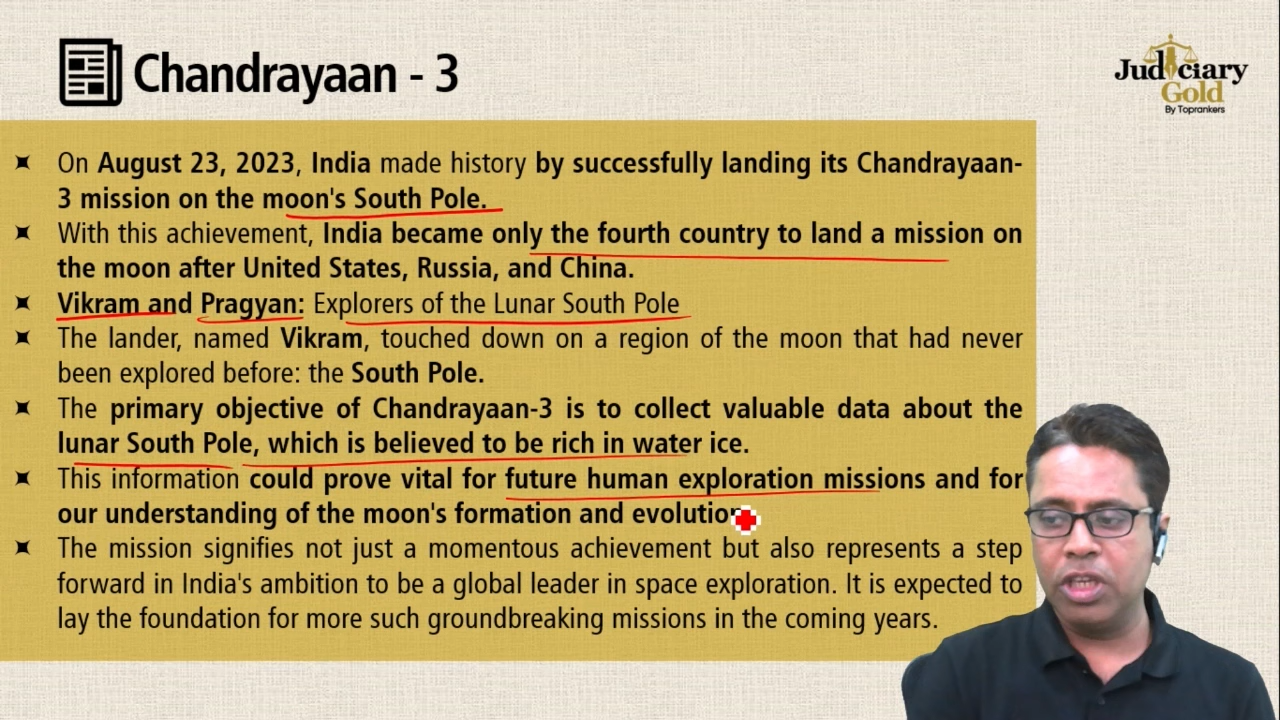 Chandrayaan - 3
Judiciary
Gold
By Toprankers
On August 23, 2023, India made history by successfully landing its Chandrayaan-
3 mission on the moon's South Pole.
With this achievement, India became only the fourth country to land a mission on
the moon after United States, Russia, and China.
Vikram and Pragyan: Explorers of the Lunar South Pole
The lander, named Vikram, touched down on a region of the moon that had never
been explored before: the South Pole.
The primary objective of Chandrayaan-3 is to collect valuable data about the
lunar South Pole, which is believed to be rich in water ice.
This information could prove vital for future human exploration missions and for
our understanding of the moon's formation and evolution
The mission signifies not just a momentous achievement but also represents a step
forward in India's ambition to be a global leader in space exploration. It is expected to
lay the foundation for more such groundbreaking missions in the coming years.